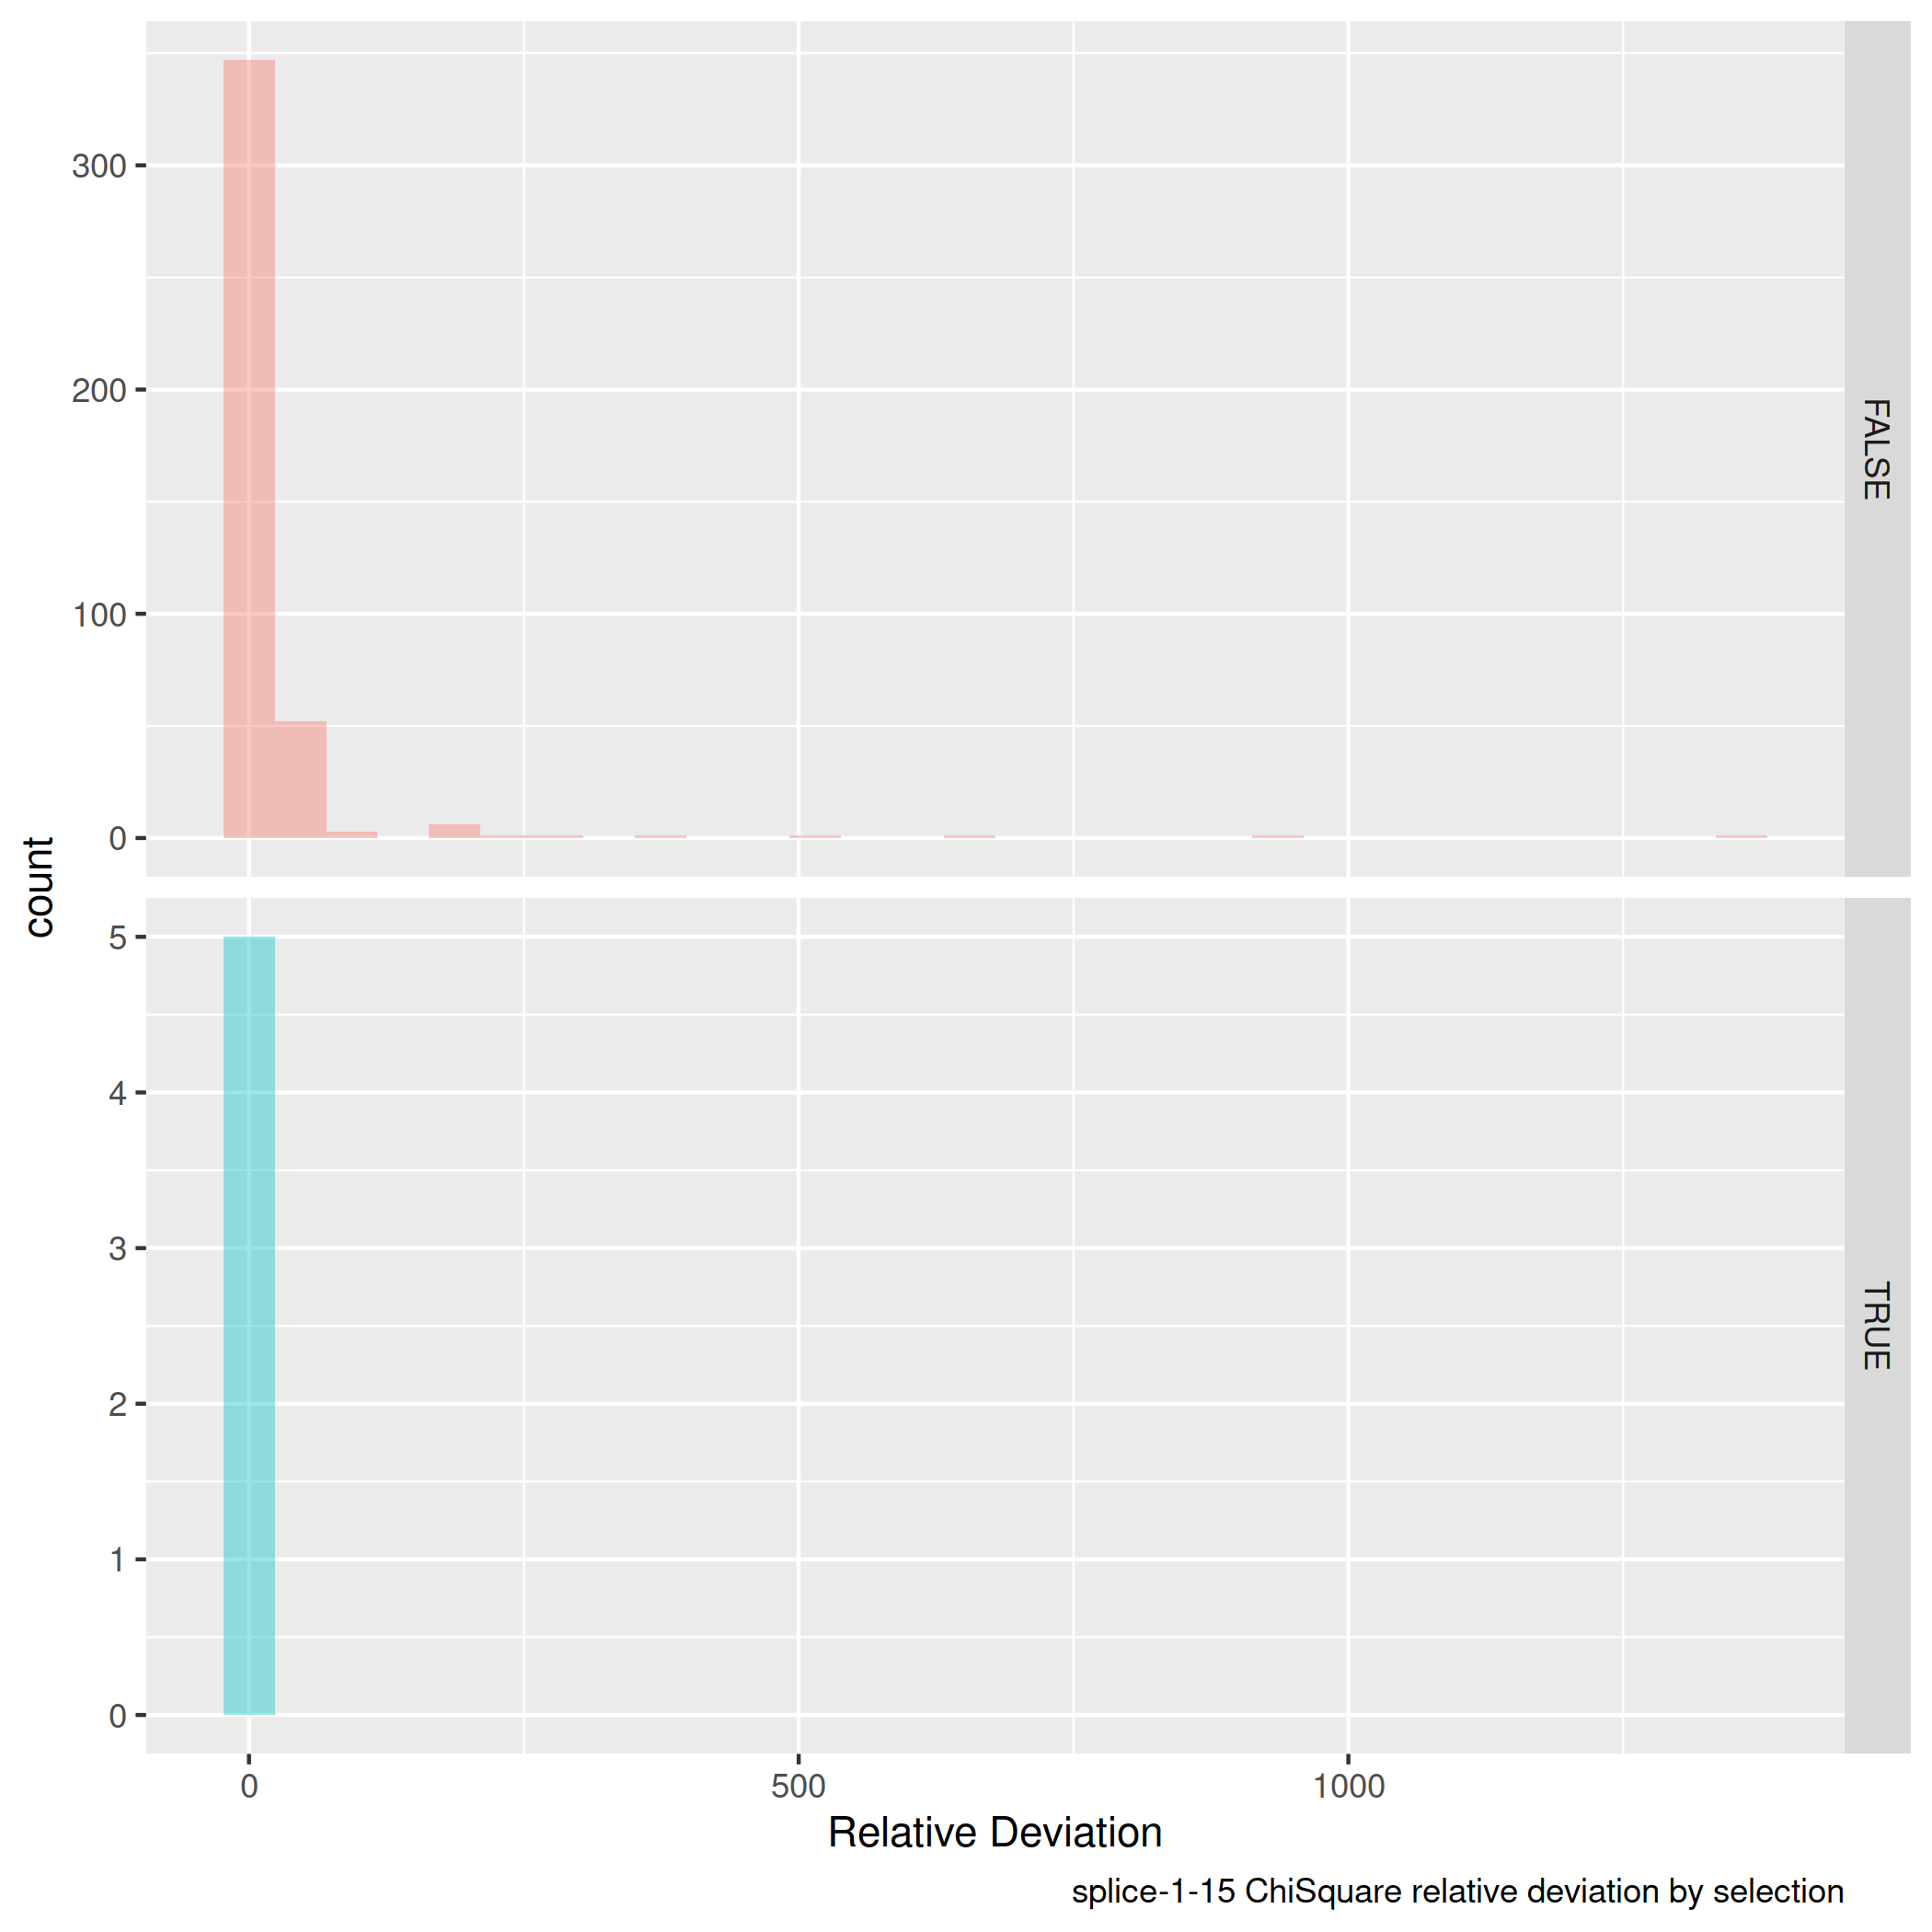 count
300
200
100
0
FALSE
5
4
3
2
1
0
TRUE
0 500 1000
Relative Deviation
splice-1-15 ChiSquare relative deviation by selection